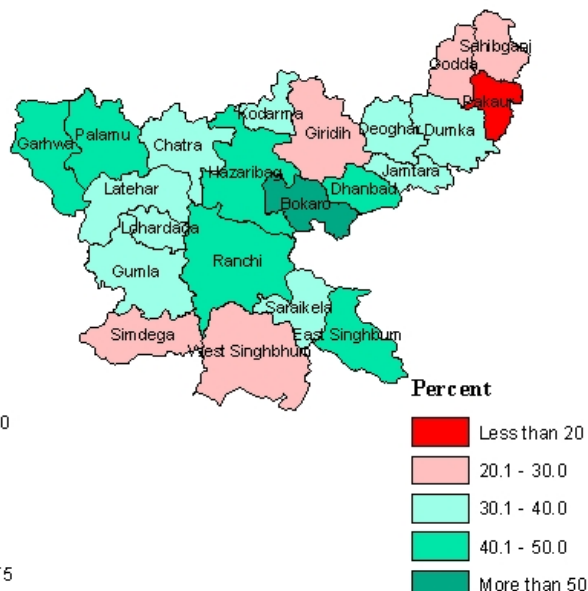 Sahibganj
Godda
Pakaur
Kodarma
Giridih
Deoghar
Dumka
Palamu
Garhwa
Chatra
Hazaribag
Jamtara
Dhanbad
Latehar
Bokaro
Lohardaga
Ranchi
Gumla
Saraikela
Simdega
West Singhbhum
East Singhbum
Percent
Less than 20
20.1 - 30.0
30.1 - 40.0
40.1 - 50.0
More than 50
0
5